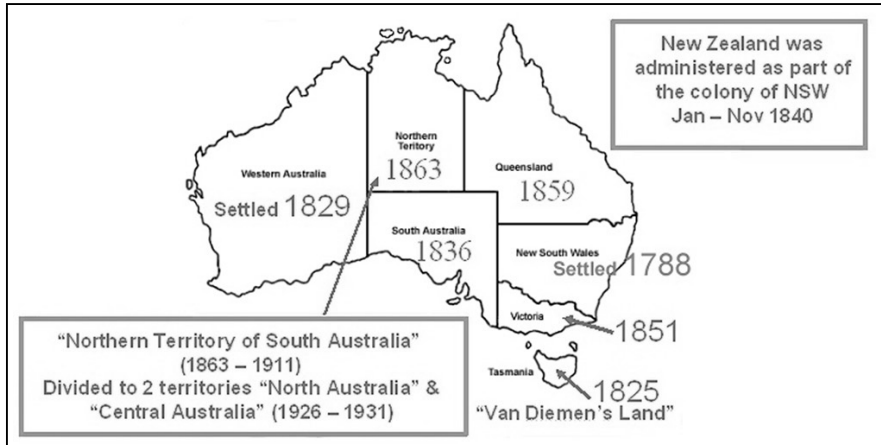 New Zealand was
administered as part of
the colony of NSW
Jan – Nov 1840
Northern
Territory
1863
Western Australia
Settled 1829
Queensland
1859
South Australia
1836
New South Wales
Settled 1788
Victoria
1851
Tasmania
1825
“Van Diemen’s Land”
“Northern Territory of South Australia”
(1863 – 1911)
Divided to 2 territories “North Australia” &
“Central Australia” (1926 – 1931)